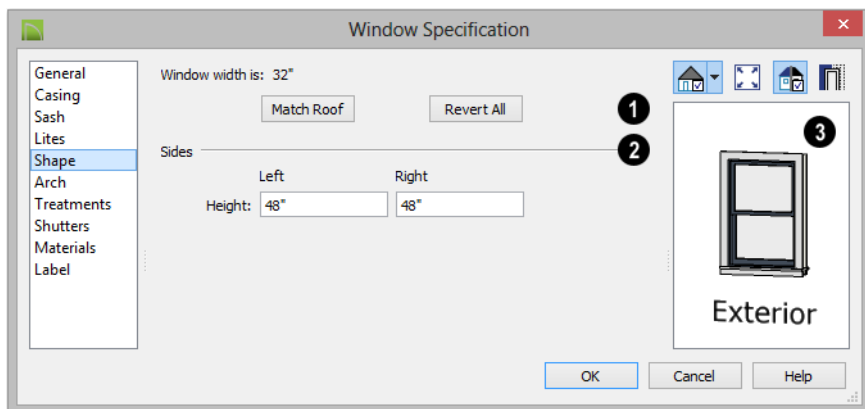 Window Specification
General
Casing
Sash
Lites
Shape
Arch
Treatments
Shutters
Materials
Label
Window width is: 32"
Match Roof
Revert All
1
Sides
2
Left
Right
Height:
48"
48"
3
Exterior
OK
Cancel
Help